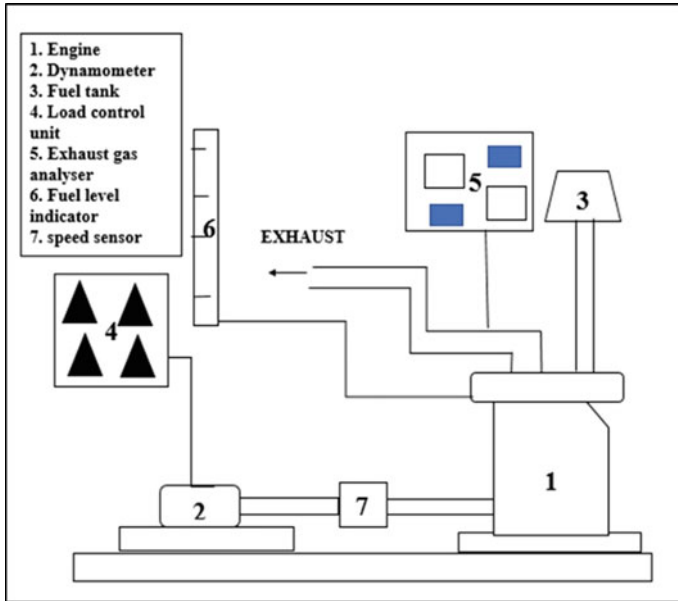 1. Engine
2. Dynamometer
3. Fuel tank
4. Load control
unit
5. Exhaust gas
analyser
6. Fuel level
indicator
7. speed sensor
5
3
6
EXHAUST
4
1
2
7